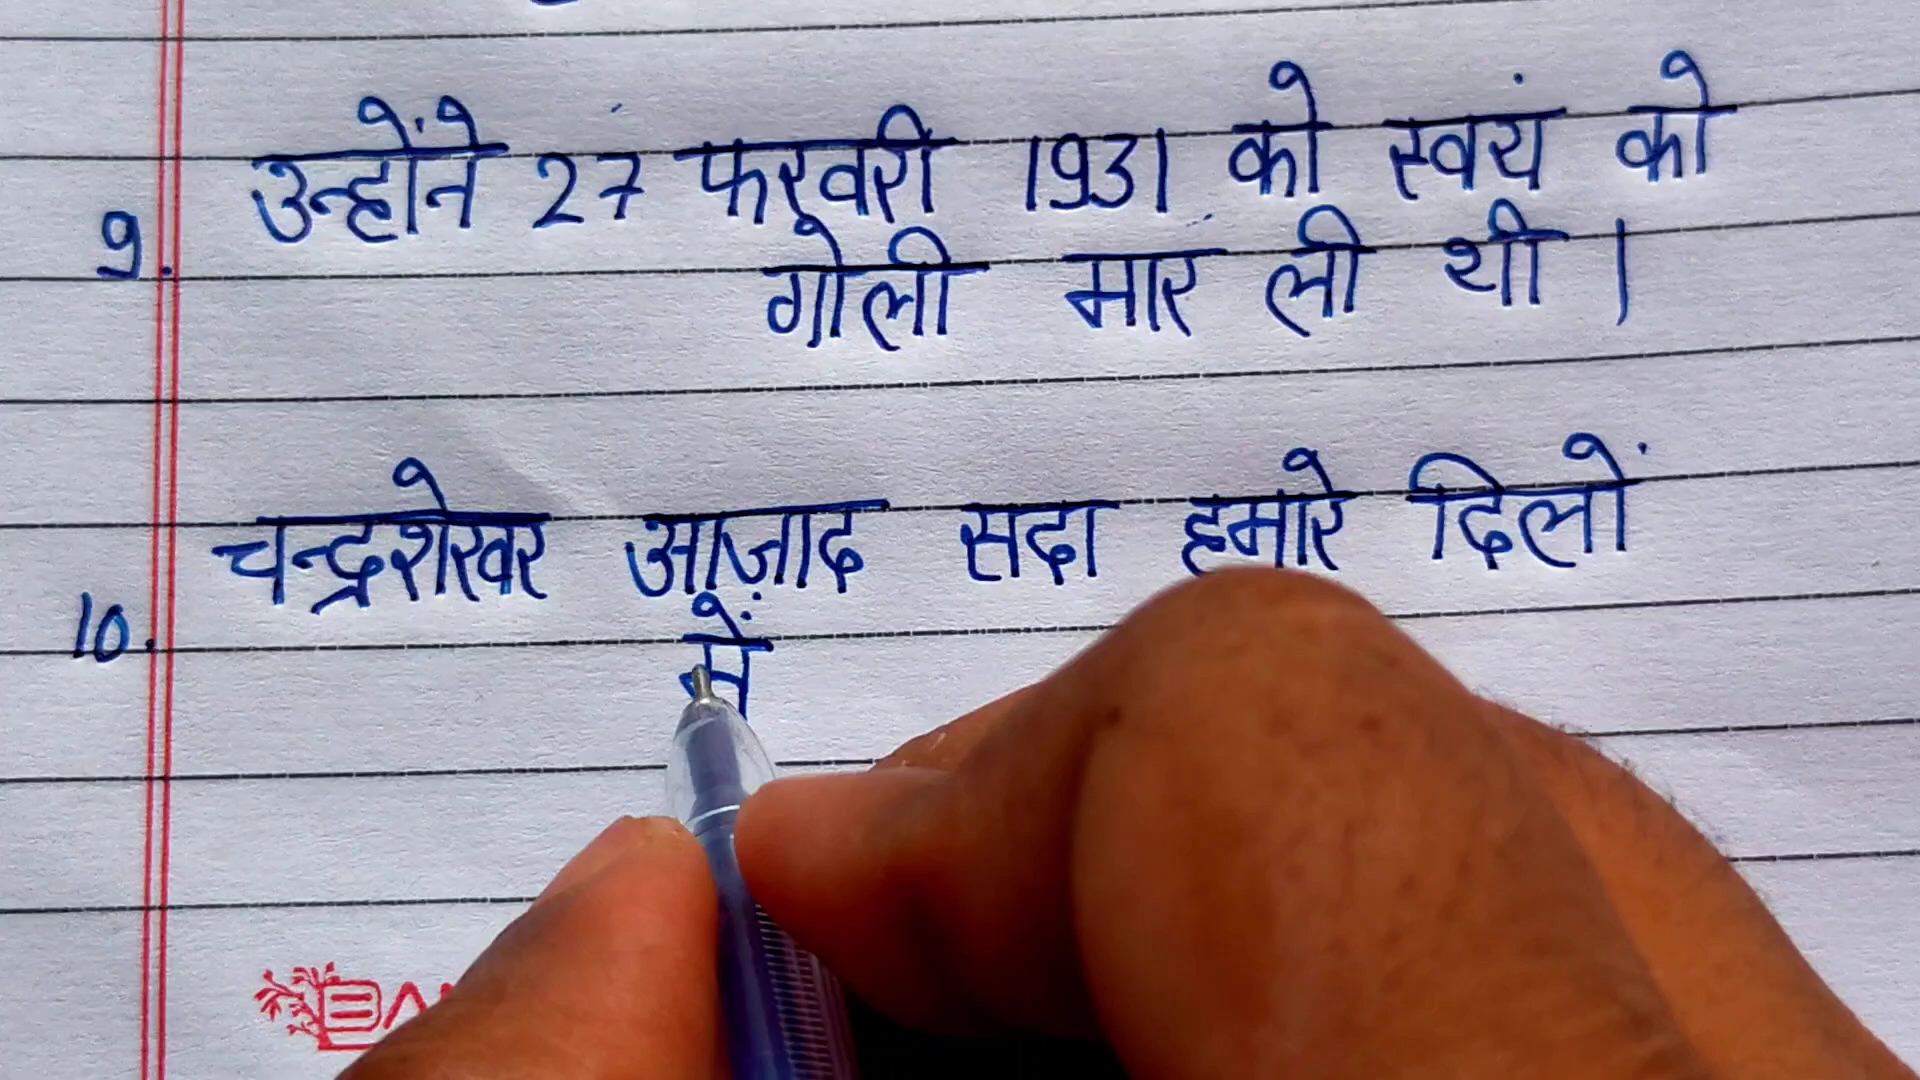 9. उन्होंने 27 फरवरी 1931 को स्वयं को
गोली मार ली थी।
10. चन्द्रशेखर आज़ाद सदा हमारे दिलों
में